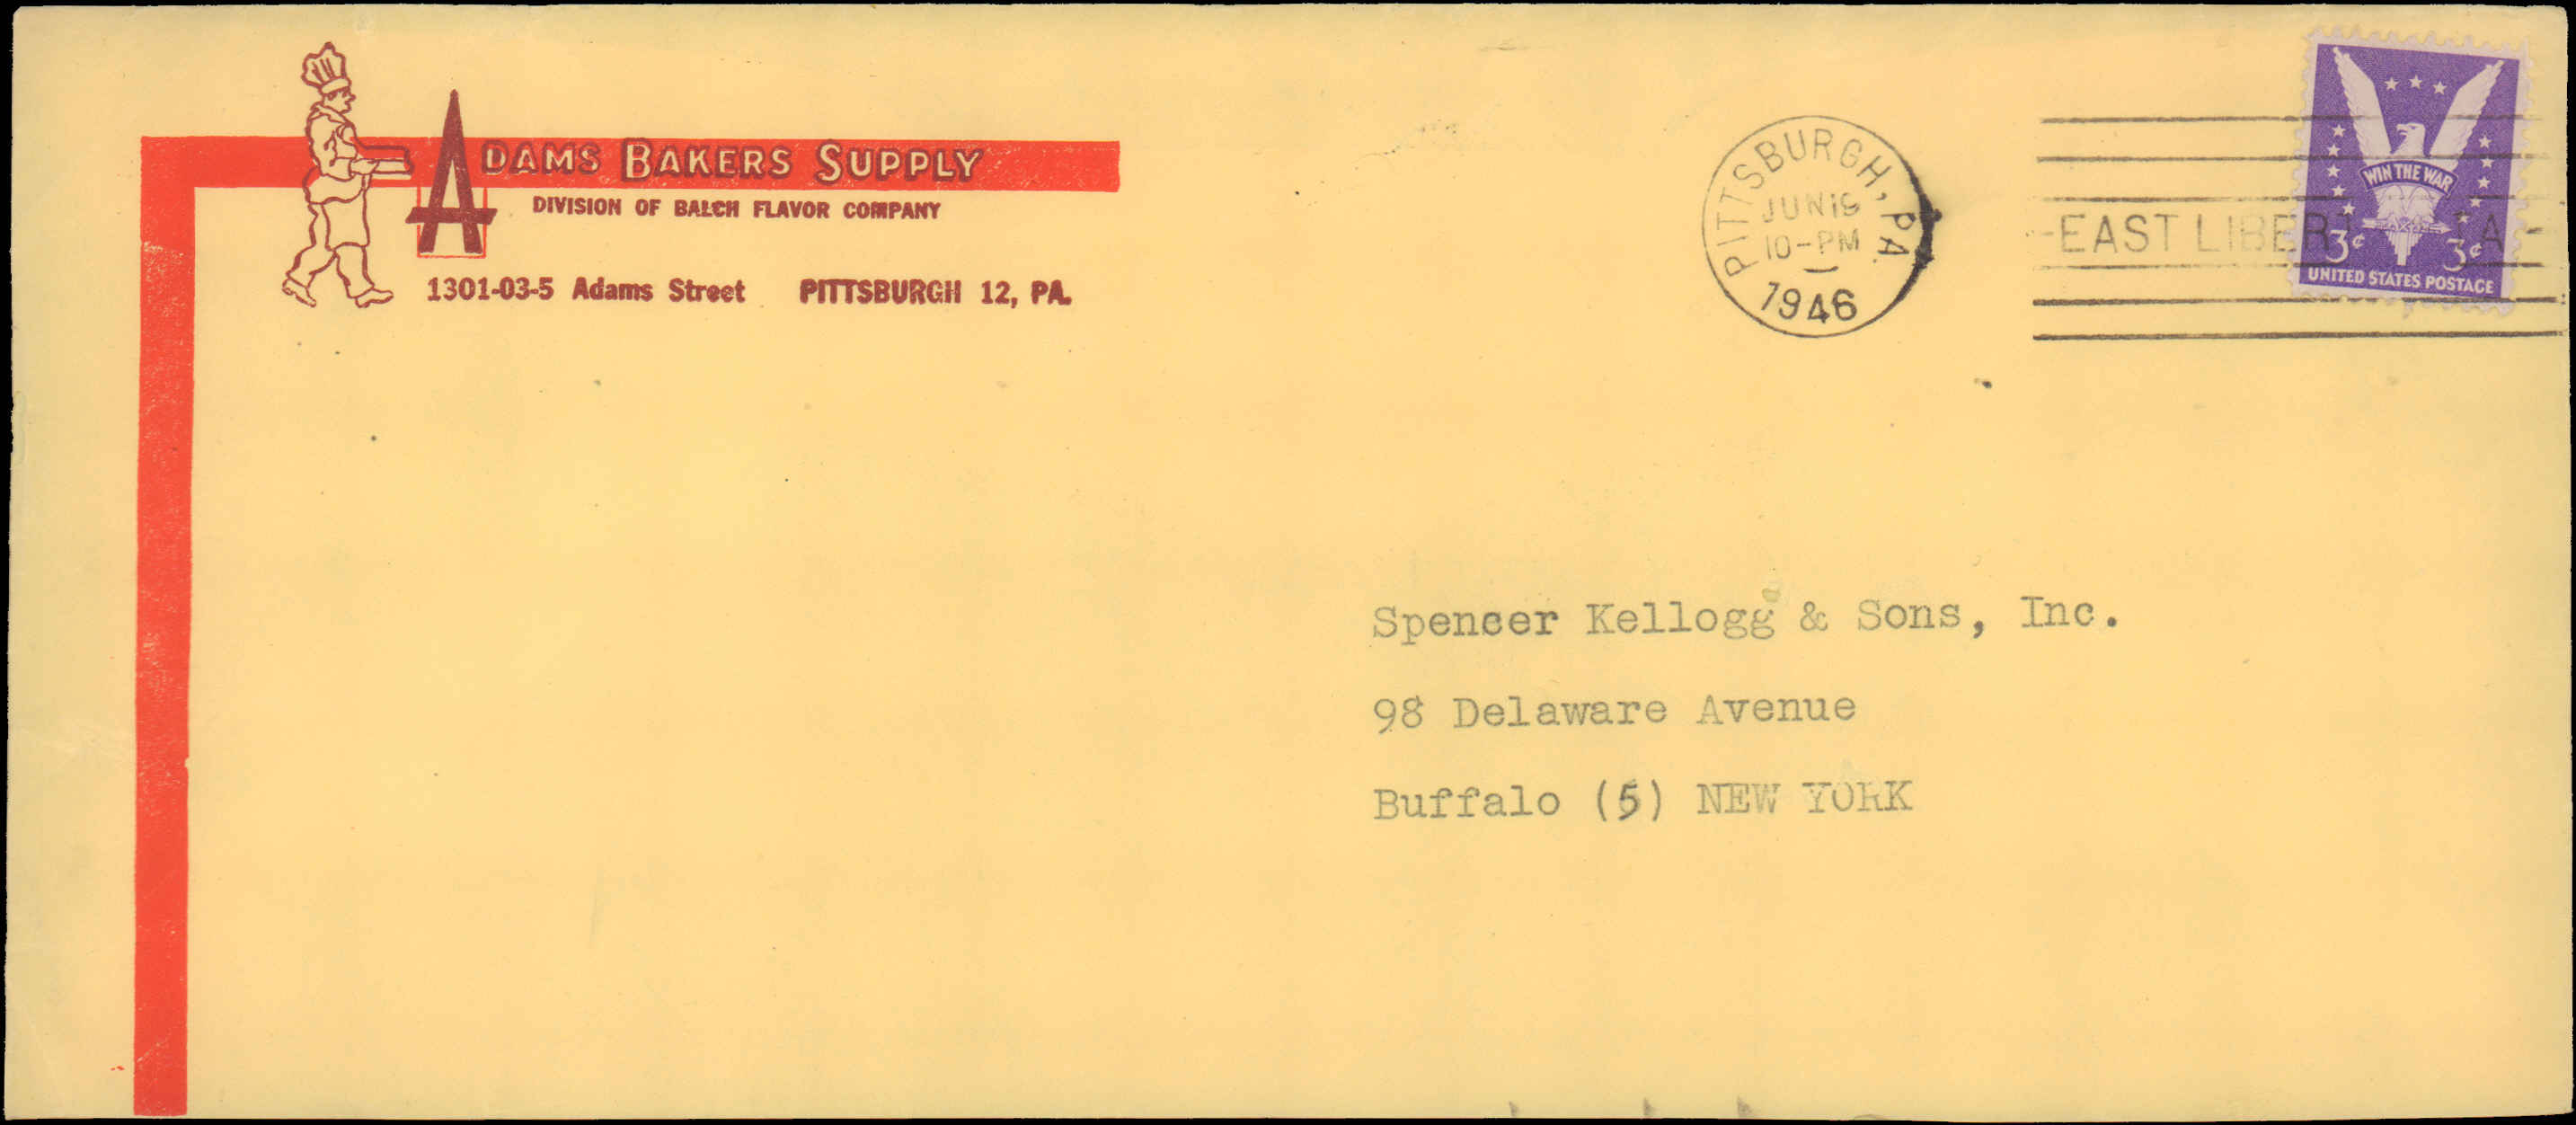 ADAMS BAKERS SUPPLY
DIVISION OF BALCH FLAVOR COMPANY
1301-03-5 Adams Street PITTSBURGH 12, PA.
PITTSBURGH, PA.
JUN 19
10-PM
1946
EAST LIBER
WIN THE WAR
3¢ 3¢
UNITED STATES POSTAGE
Spencer Kellogg & Sons, Inc.
98 Delaware Avenue
Buffalo (5) NEW YORK